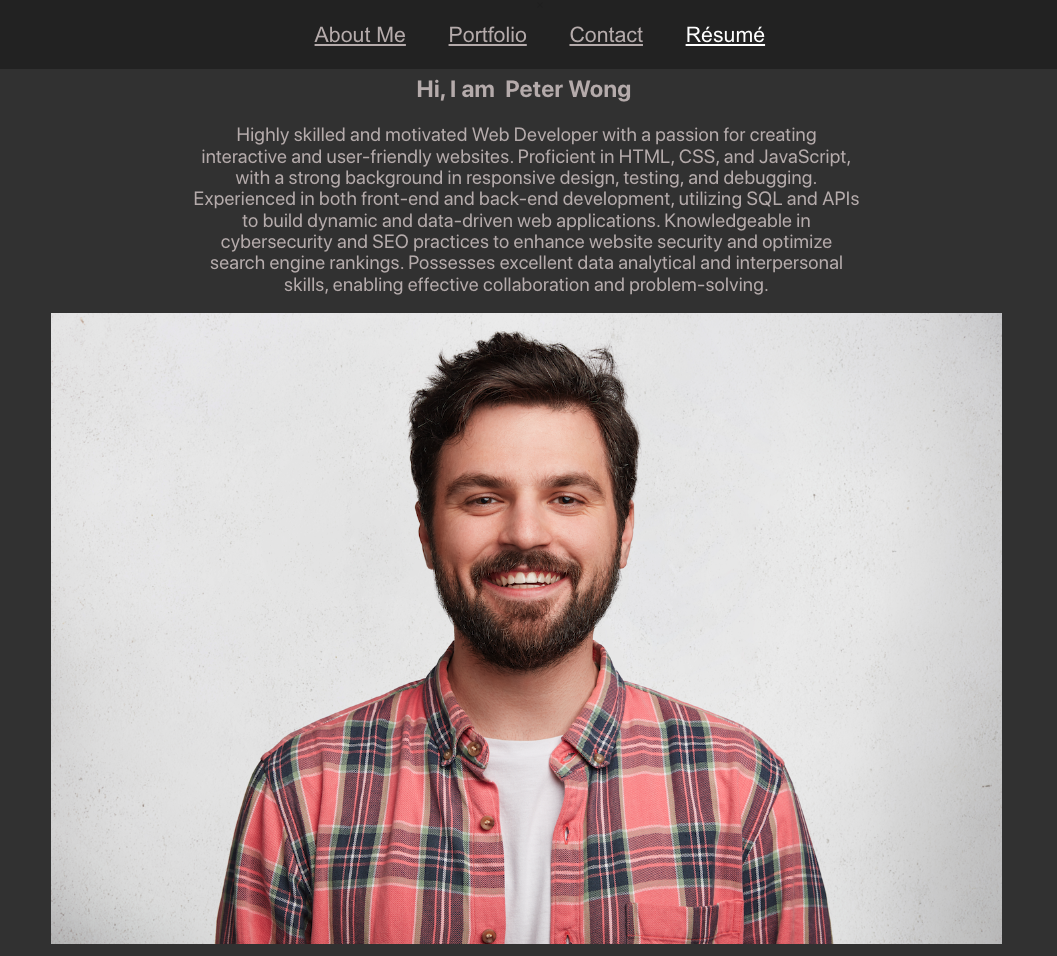 About Me Portfolio Contact Résumé
Hi, I am Peter Wong
Highly skilled and motivated Web Developer with a passion for creating
interactive and user-friendly websites. Proficient in HTML, CSS, and JavaScript,
with a strong background in responsive design, testing, and debugging.
Experienced in both front-end and back-end development, utilizing SQL and APIs
to build dynamic and data-driven web applications. Knowledgeable in
cybersecurity and SEO practices to enhance website security and optimize
search engine rankings. Possesses excellent data analytical and interpersonal
skills, enabling effective collaboration and problem-solving.